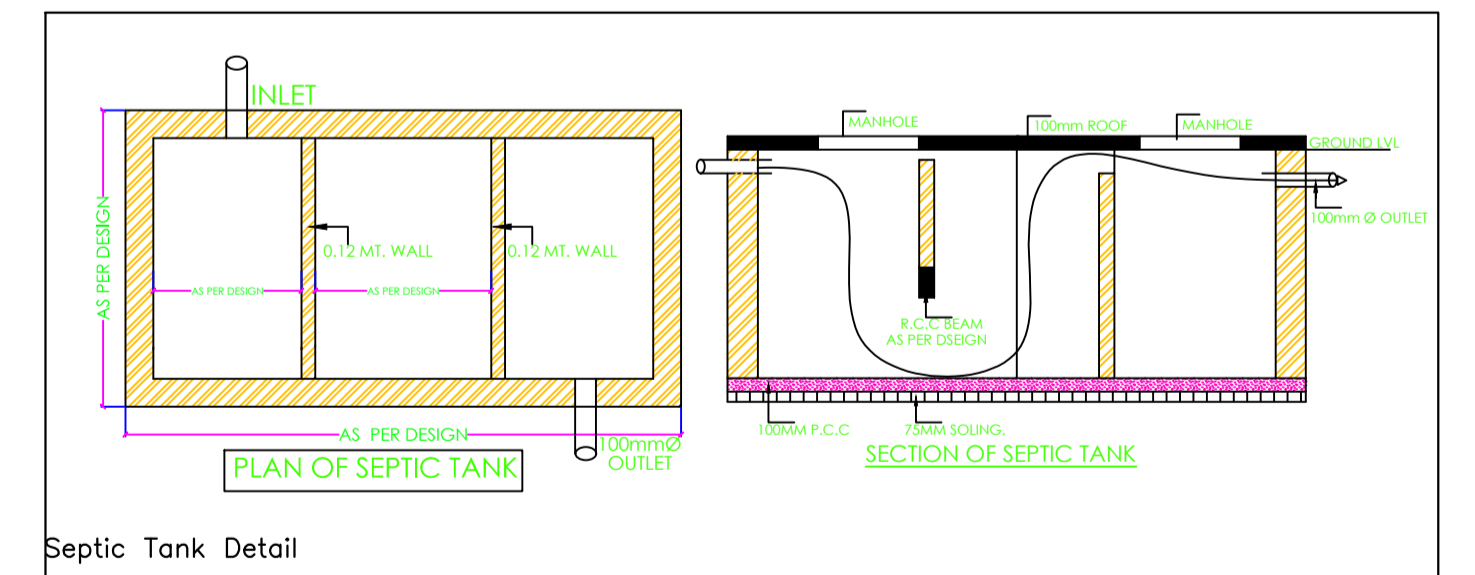 INLET
AS PER DESIGN
0.12 MT. WALL
0.12 MT. WALL
AS PER DESIGN
AS PER DESIGN
AS PER DESIGN
100mmØ
OUTLET
PLAN OF SEPTIC TANK
MANHOLE
100mm ROOF
MANHOLE
GROUND LVL
100mm Ø OUTLET
R.C.C BEAM
AS PER DSEIGN
100MM P.C.C
75MM SOLING.
SECTION OF SEPTIC TANK
Septic Tank Detail